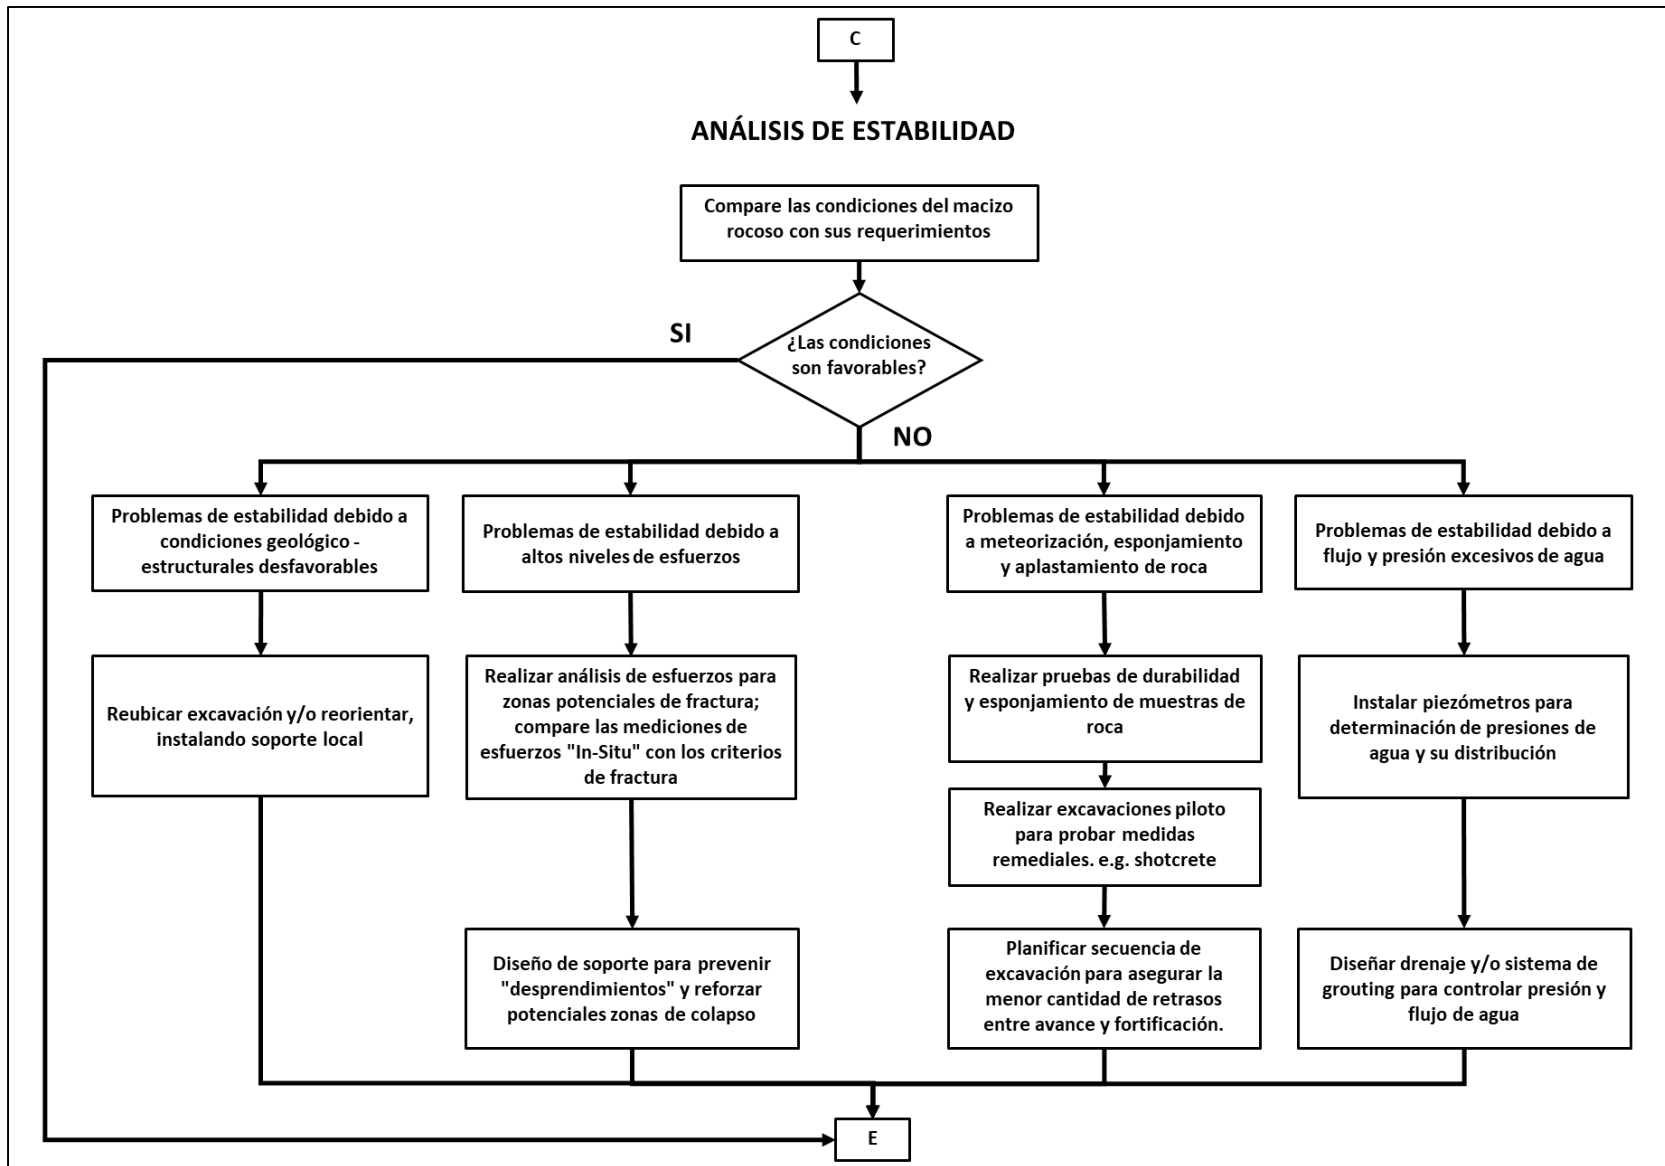 C
ANÁLISIS DE ESTABILIDAD
Compare las condiciones del macizo
rocoso con sus requerimientos
SI
¿Las condiciones
son favorables?
NO
Problemas de estabilidad debido a
condiciones geológico -
estructurales desfavorables
Problemas de estabilidad debido a
altos niveles de esfuerzo
Problemas de estabilidad debido
a meteorización, esponjamiento
y aplastamiento de roca
Problemas de estabilidad debido a
flujo y presión excesivos de agua
Reubicar excavación y/o reorientar,
instalando soporte local
Realizar análisis de esfuerzos para
zonas potenciales de fractura;
compare las mediciones de
esfuerzos "In-Situ" con los criterios
de fractura
Realizar pruebas de durabilidad
y esponjamiento de muestras de
roca
Instalar piezómetros para
determinación de presiones de
agua y su distribución
Realizar excavaciones piloto
para probar medidas
remediales. e.g. shotcrete
Diseño de soporte para prevenir
"desprendimientos" y reforzar
potenciales zonas de colapso
Planificar secuencia de
excavación para asegurar la
menor cantidad de retrasos
entre avance y fortificación.
Diseñar drenaje y/o sistema de
grouting para controlar presión y
flujo de agua
E